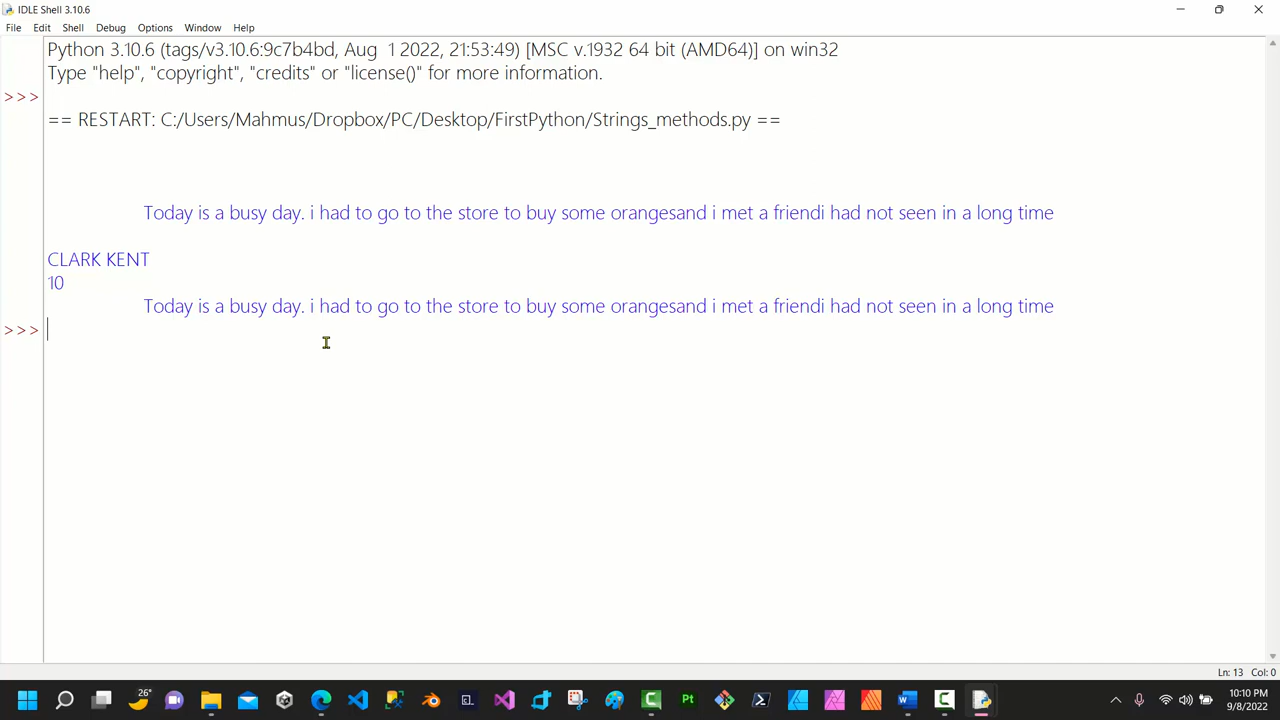 IDLE Shell 3.10.6
File Edit Shell Debug Options Window Help
Python 3.10.6 (tags/v3.10.6:9c7b4bd, Aug  1 2022, 21:53:49) [MSC v.1932 64 bit (AMD64)] on win32
Type "help", "copyright", "credits" or "license()" for more information.
>>>
== RESTART: C:/Users/Mahmus/Dropbox/PC/Desktop/FirstPython/Strings_methods.py ==
Today is a busy day. i had to go to the store to buy some orangesand i met a friendi had not seen in a long time
CLARK KENT
10
Today is a busy day. i had to go to the store to buy some orangesand i met a friendi had not seen in a long time
>>>
Ln: 13 Col: 0
26°
Pt
10:10 PM
9/8/2022